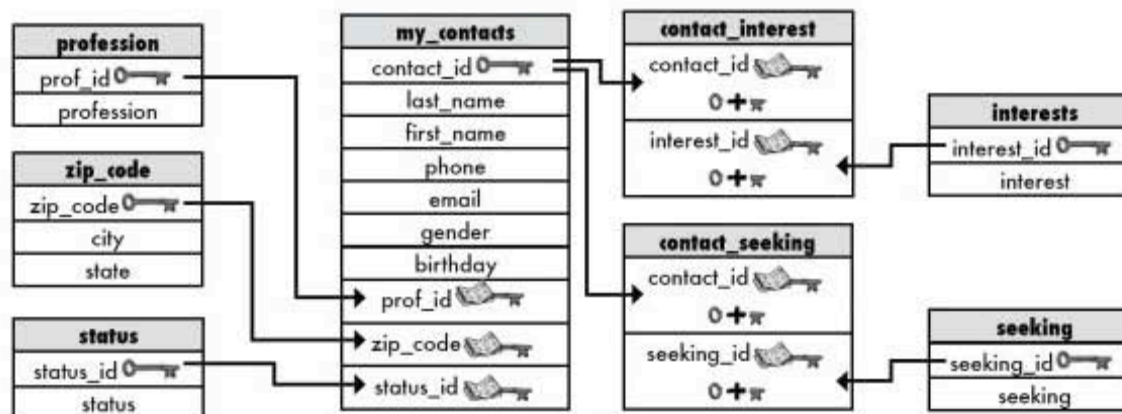 profession
prof_id
profession
zip_code
zip_code
city
state
status
status_id
status
my_contacts
contact_id
last_name
first_name
phone
email
gender
birthday
prof_id
zip_code
status_id
contact_interest
contact_id
+
interest_id
+
contact_seeking
contact_id
+
seeking_id
+
interests
interest_id
interest
seeking
seeking_id
seeking